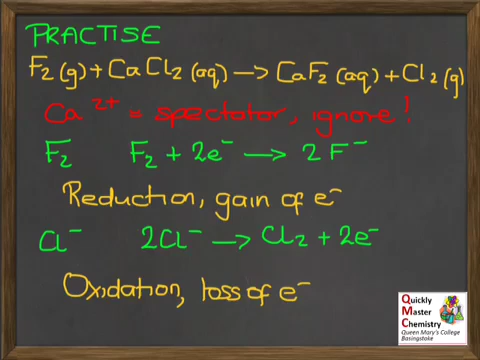 PRACTISE
F₂(g) + CaCl₂(aq) → CaF₂(aq) + Cl₂(g)
Ca²⁺ = spectator, ignore!
F₂ F₂ + 2e⁻ → 2F⁻
Reduction, gain of e⁻
Cl⁻ 2Cl⁻ → Cl₂ + 2e⁻
Oxidation, loss of e⁻
Quickly
Master
Chemistry
Queen Mary's College
Basingstoke